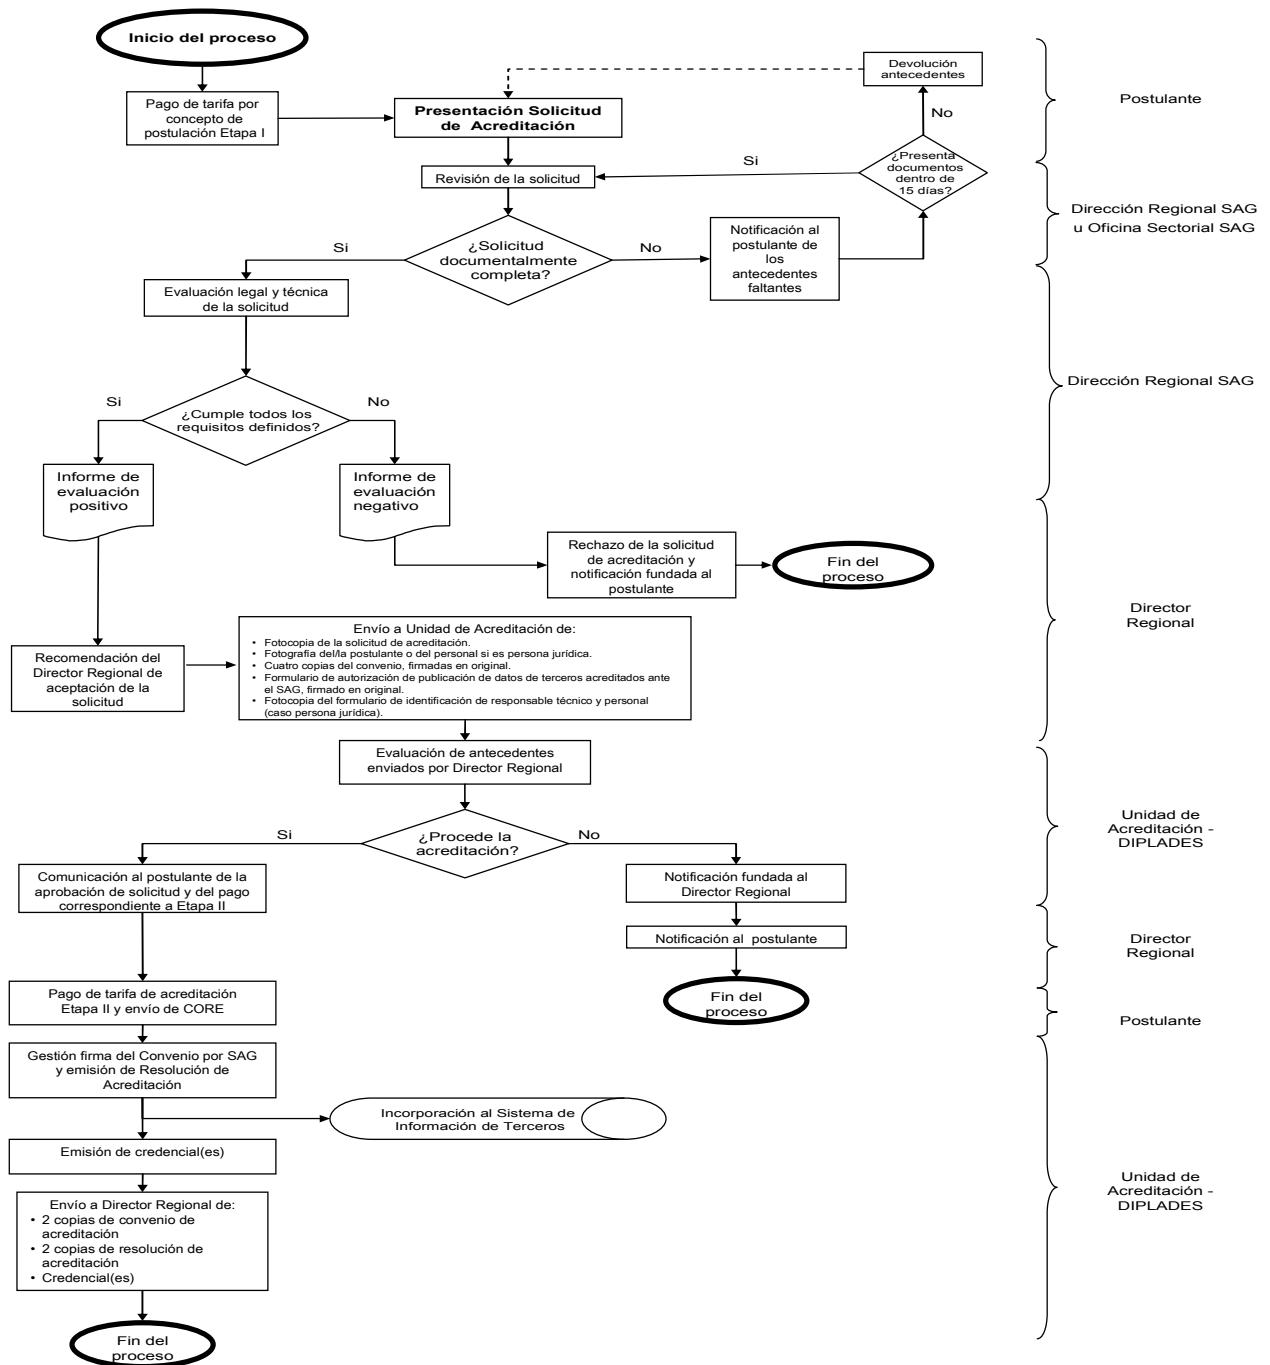 Inicio del proceso
Pago de tarifa por
concepto de
postulación Etapa I
Presentación Solicitud
de Acreditación
Devolución
antecedentes
No
¿Presenta
documentos
dentro de
15 días?
Si
Revisión de la solicitud
¿Solicitud
documentalmente
completa?
Si
No
Notificación al
postulante de
los
antecedentes
faltantes
Evaluación legal y técnica
de la solicitud
¿Cumple todos los
requisitos definidos?
Si
No
Informe de
evaluación
positivo
Informe de
evaluación
negativo
Rechazo de la solicitud
de acreditación y
notificación fundada al
postulante
Fin del
proceso
Recomendación del
Director Regional de
aceptación de la
solicitud
Envío a Unidad de Acreditación de:
• Fotocopia de la solicitud de acreditación.
• Fotografía del/la postulante o del personal si es persona jurídica.
• Cuatro copias del convenio, firmadas en original.
• Formulario de autorización de publicación de datos de terceros acreditados ante
el SAG, firmado en original.
• Fotocopia del formulario de identificación de responsable técnico y personal
(caso persona jurídica).
Evaluación de antecedentes
enviados por Director Regional
¿Procede la
acreditación?
Si
No
Comunicación al postulante de la
aprobación de solicitud y del pago
correspondiente a Etapa II
Notificación fundada al
Director Regional
Notificación al  postulante
Fin del
proceso
Pago de tarifa de acreditación
Etapa II y envío de CORE
Gestión firma del Convenio por SAG
y emisión de Resolución de
Acreditación
Incorporación al Sistema de
Información de Terceros
Emisión de credencial(es)
Envío a Director Regional de:
• 2 copias de convenio de
acreditación
• 2 copias de resolución de
acreditación
• Credencial(es)
Fin del
proceso
Postulante
Dirección Regional SAG
u Oficina Sectorial SAG
Dirección Regional SAG
Director
Regional
Unidad de
Acreditación -
DIPLADES
Director
Regional
Postulante
Unidad de
Acreditación -
DIPLADES